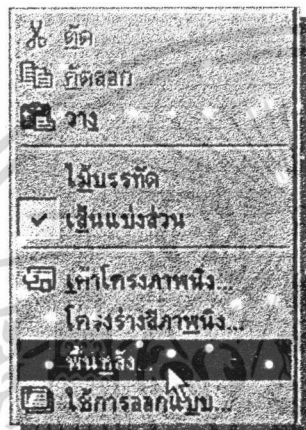 ตัด
คัดลอก
วาง
ไม้บรรทัด
เส้นแบ่งส่วน
เค้าโครงภาพนิ่ง...
โครงร่างสีภาพนิ่ง...
พื้นหลัง...
ใช้การออกแบบ...